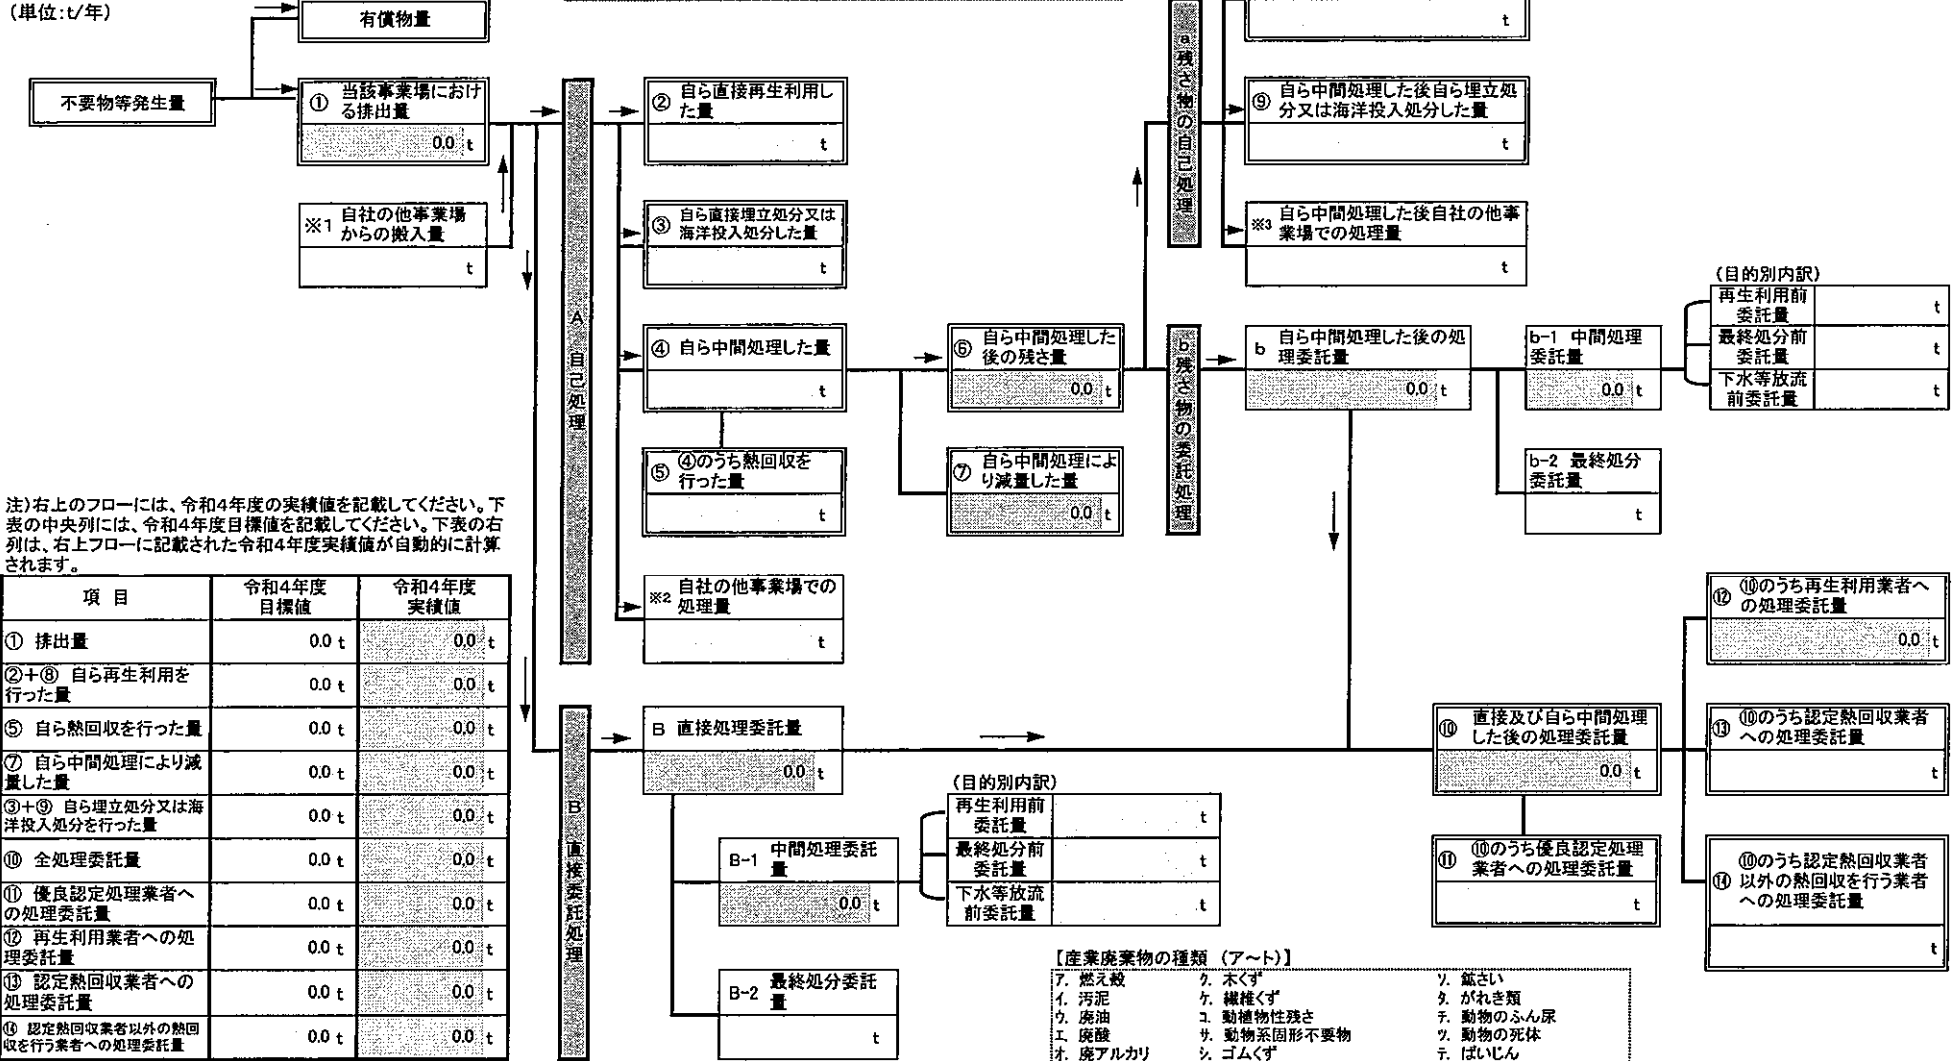 (単位:t/年)
有償物量
t
不要物等発生量
① 当該事業場におけ
る排出量
0.0 t
※1 自社の他事業場
からの搬入量
t
A 自己処理
② 自ら直接再生利用し
た量
t
③ 自ら直接埋立処分又は
海洋投入処分した量
t
④ 自ら中間処理した量
t
⑤ ④のうち熱回収を
行った量
t
※2 自社の他事業場での
処理量
t
⑥ 自ら中間処理した
後の残さ量
0.0 t
⑦ 自ら中間処理によ
り減量した量
0.0 t
a 残さ物の自己処理
⑨ 自ら中間処理した後自ら埋立処
分又は海洋投入処分した量
t
※3 自ら中間処理した後自社の他事
業場での処理量
t
b 残さ物の委託処理
b 自ら中間処理した後の処
理委託量
0.0 t
b-1 中間処理
委託量
0.0 t
(目的別内訳)
再生利用前
委託量 t
最終処分前
委託量 t
下水等放流
前委託量 t
b-2 最終処分
委託量
t
注)右上のフローには、令和4年度の実績値を記載してください。下
表の中央列には、令和4年度目標値を記載してください。下表の右
列は、右上フローに記載された令和4年度実績値が自動的に計算
されます。
項 目 令和4年度 目標値 令和4年度 実績値
① 排出量 0.0 t 0.0 t
②+⑧ 自ら再生利用を
行った量 0.0 t 0.0 t
⑤ 自ら熱回収を行った量 0.0 t 0.0 t
⑦ 自ら中間処理により減
量した量 0.0 t 0.0 t
③+⑨ 自ら埋立処分又は海
洋投入処分を行った量 0.0 t 0.0 t
⑩ 全処理委託量 0.0 t 0.0 t
⑪ 優良認定処理業者へ
の処理委託量 0.0 t 0.0 t
⑫ 再生利用業者への処
理委託量 0.0 t 0.0 t
⑬ 認定熱回収業者への
処理委託量 0.0 t 0.0 t
⑭ 認定熱回収業者以外の熱回
収を行う業者への処理委託量 0.0 t 0.0 t
B 直接委託処理
B 直接処理委託量
0.0 t
B-1 中間処理委託
量
0.0 t
(目的別内訳)
再生利用前
委託量 t
最終処分前
委託量 t
下水等放流
前委託量 t
B-2 最終処分委託
量
t
⑩ 直接及び自ら中間処理
した後の処理委託量
0.0 t
⑪ ⑩のうち優良認定処理
業者への処理委託量
t
⑫ ⑩のうち再生利用業者へ
の処理委託量
0.0 t
⑬ ⑩のうち認定熱回収業者
への処理委託量
t
⑭ ⑩のうち認定熱回収業者
以外の熱回収を行う業者
への処理委託量
t
【産業廃棄物の種類 (ア～ト)】
ア. 燃え殻 ク. 木くず ソ. 鉱さい
イ. 汚泥 ケ. 繊維くず タ. がれき類
ウ. 廃油 コ. 動植物性残さ チ. 動物のふん尿
エ. 廃酸 サ. 動物系固形不要物 ツ. 動物の死体
オ. 廃アルカリ シ. ゴムくず テ. ばいじん